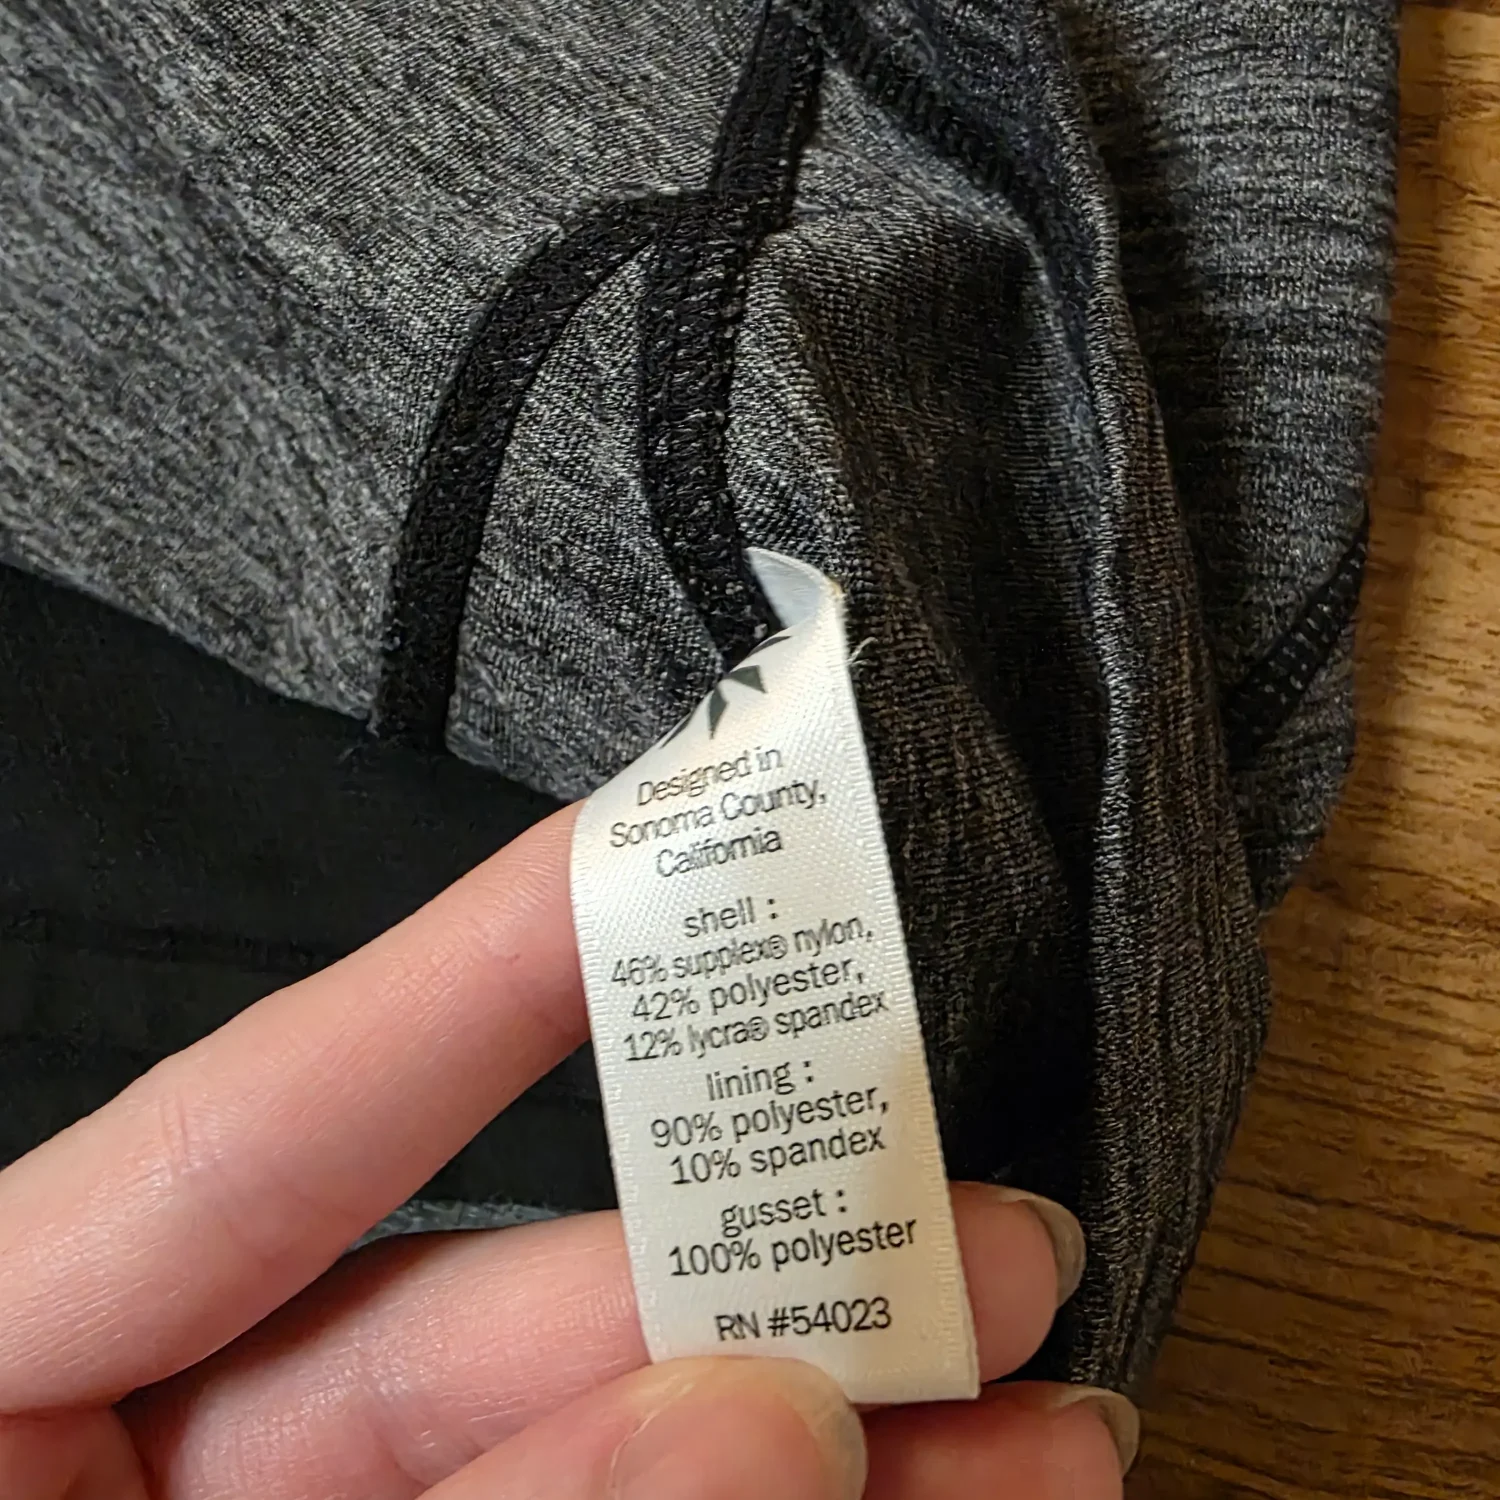 Designed in
Sonoma County,
California
shell :
46% supplex® nylon,
42% polyester,
12% lycra® spandex
lining :
90% polyester,
10% spandex
gusset :
100% polyester
RN #54023